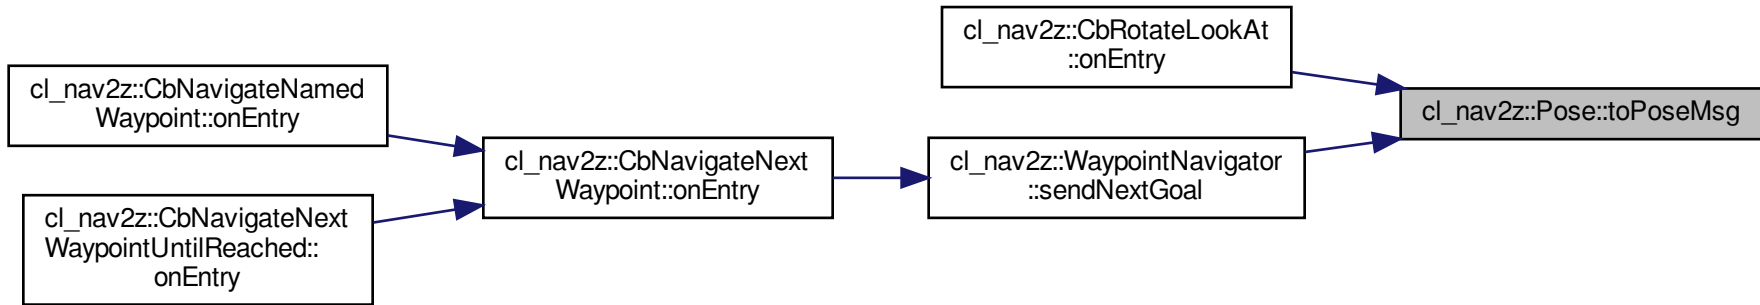 cl_nav2z::CbNavigateNamed
Waypoint::onEntry
cl_nav2z::CbNavigateNext
WaypointUntilReached::
onEntry
cl_nav2z::CbNavigateNext
Waypoint::onEntry
cl_nav2z::CbRotateLookAt
::onEntry
cl_nav2z::WaypointNavigator
::sendNextGoal
cl_nav2z::Pose::toPoseMsg